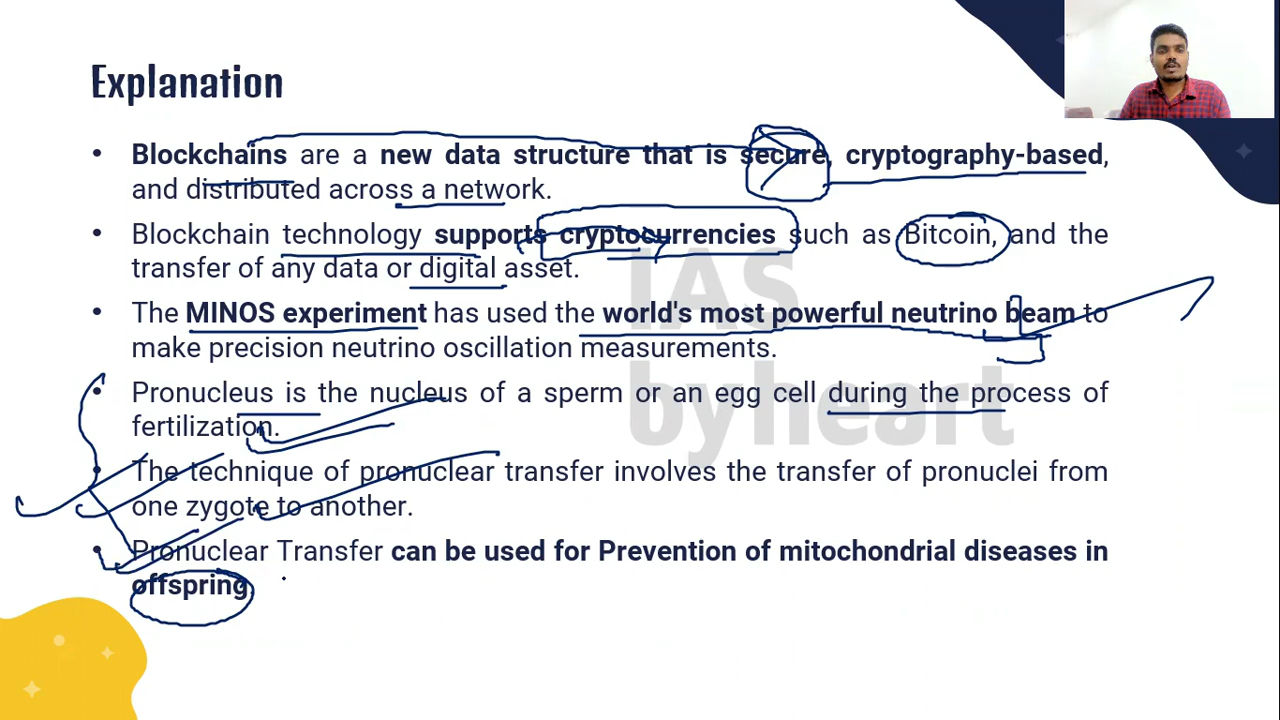 Explanation
• Blockchains are a new data structure that is secure, cryptography-based,
and distributed across a network.
• Blockchain technology supports cryptocurrencies such as Bitcoin, and the
transfer of any data or digital asset.
• The MINOS experiment has used the world's most powerful neutrino beam to
make precision neutrino oscillation measurements.
• Pronucleus is the nucleus of a sperm or an egg cell during the process of
fertilization.
• The technique of pronuclear transfer involves the transfer of pronuclei from
one zygote to another.
• Pronuclear Transfer can be used for Prevention of mitochondrial diseases in
offspring
IAS
by heart